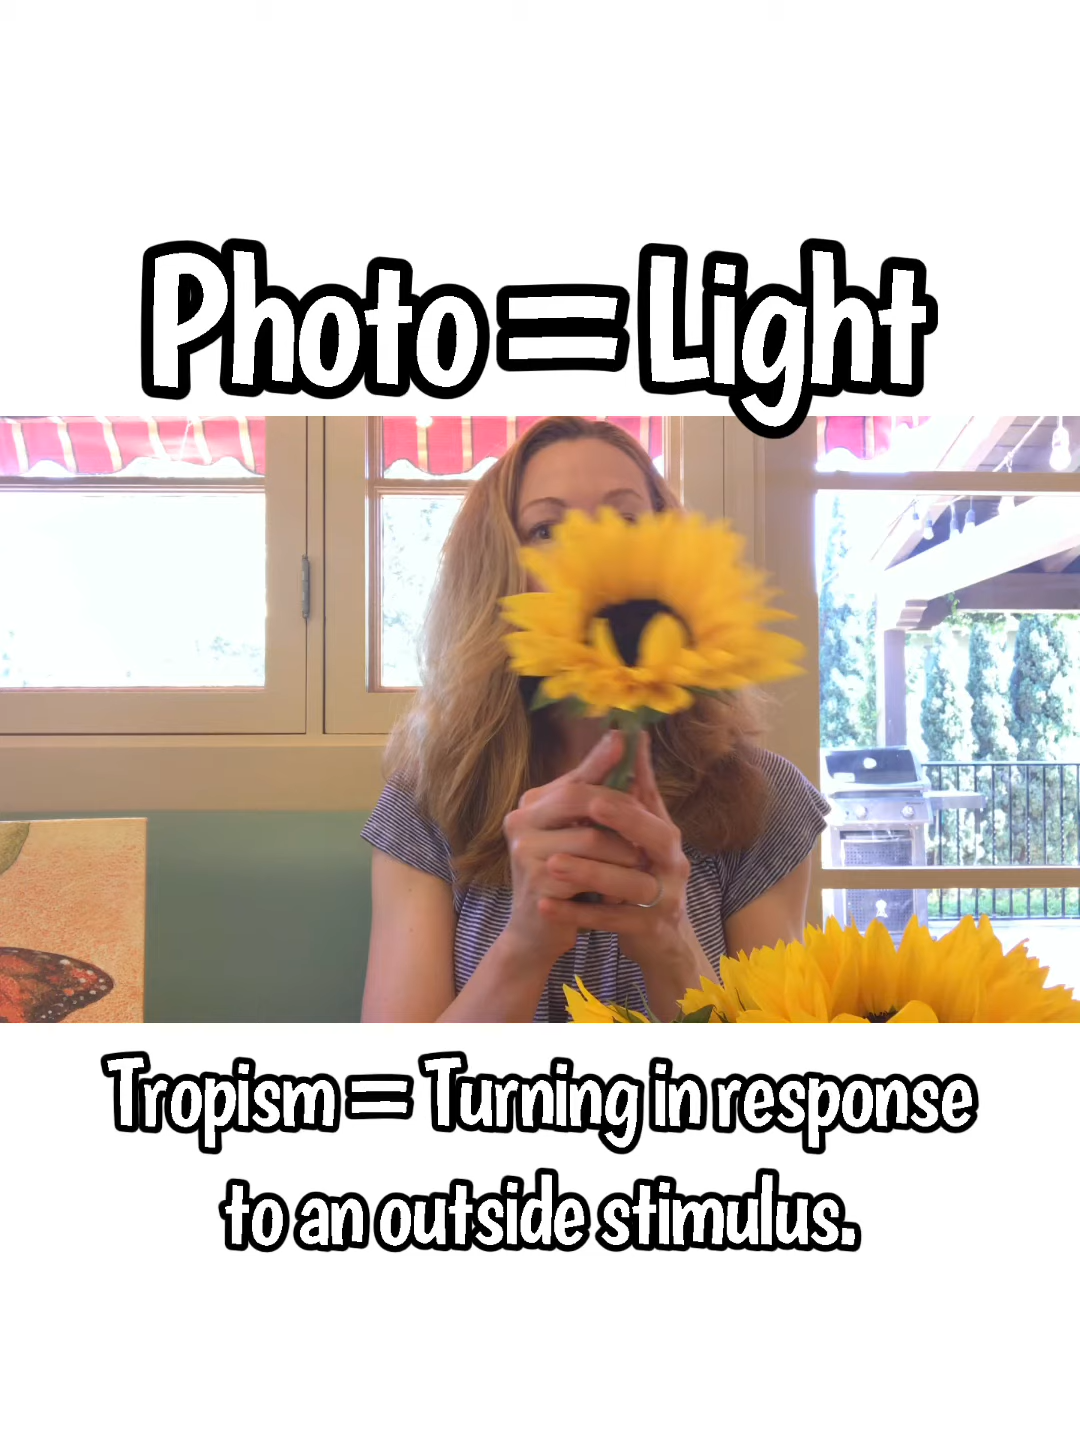 Photo = Light
Tropism = Turning in response
to an outside stimulus.